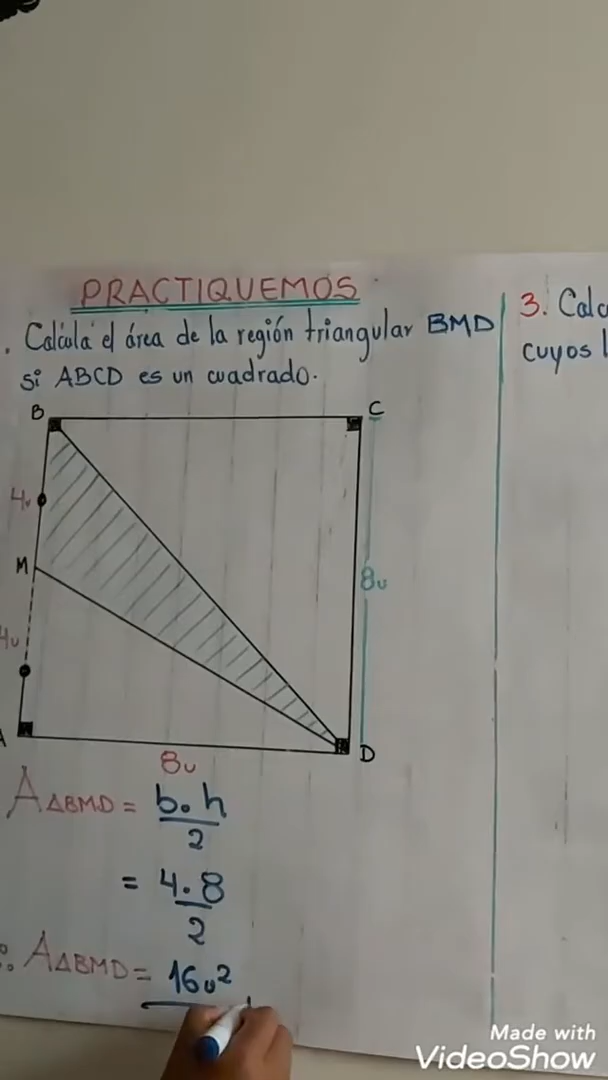 PRACTIQUEMOS
. Calcula el área de la región triangular BMD
si ABCD es un cuadrado.
B
C
4u
M
8u
4u
A
D
8u
A△BMD = b.h
2
= 4.8
2
∴ A△BMD = 16u²
3. Calc
cuyos l
Made with
VideoShow